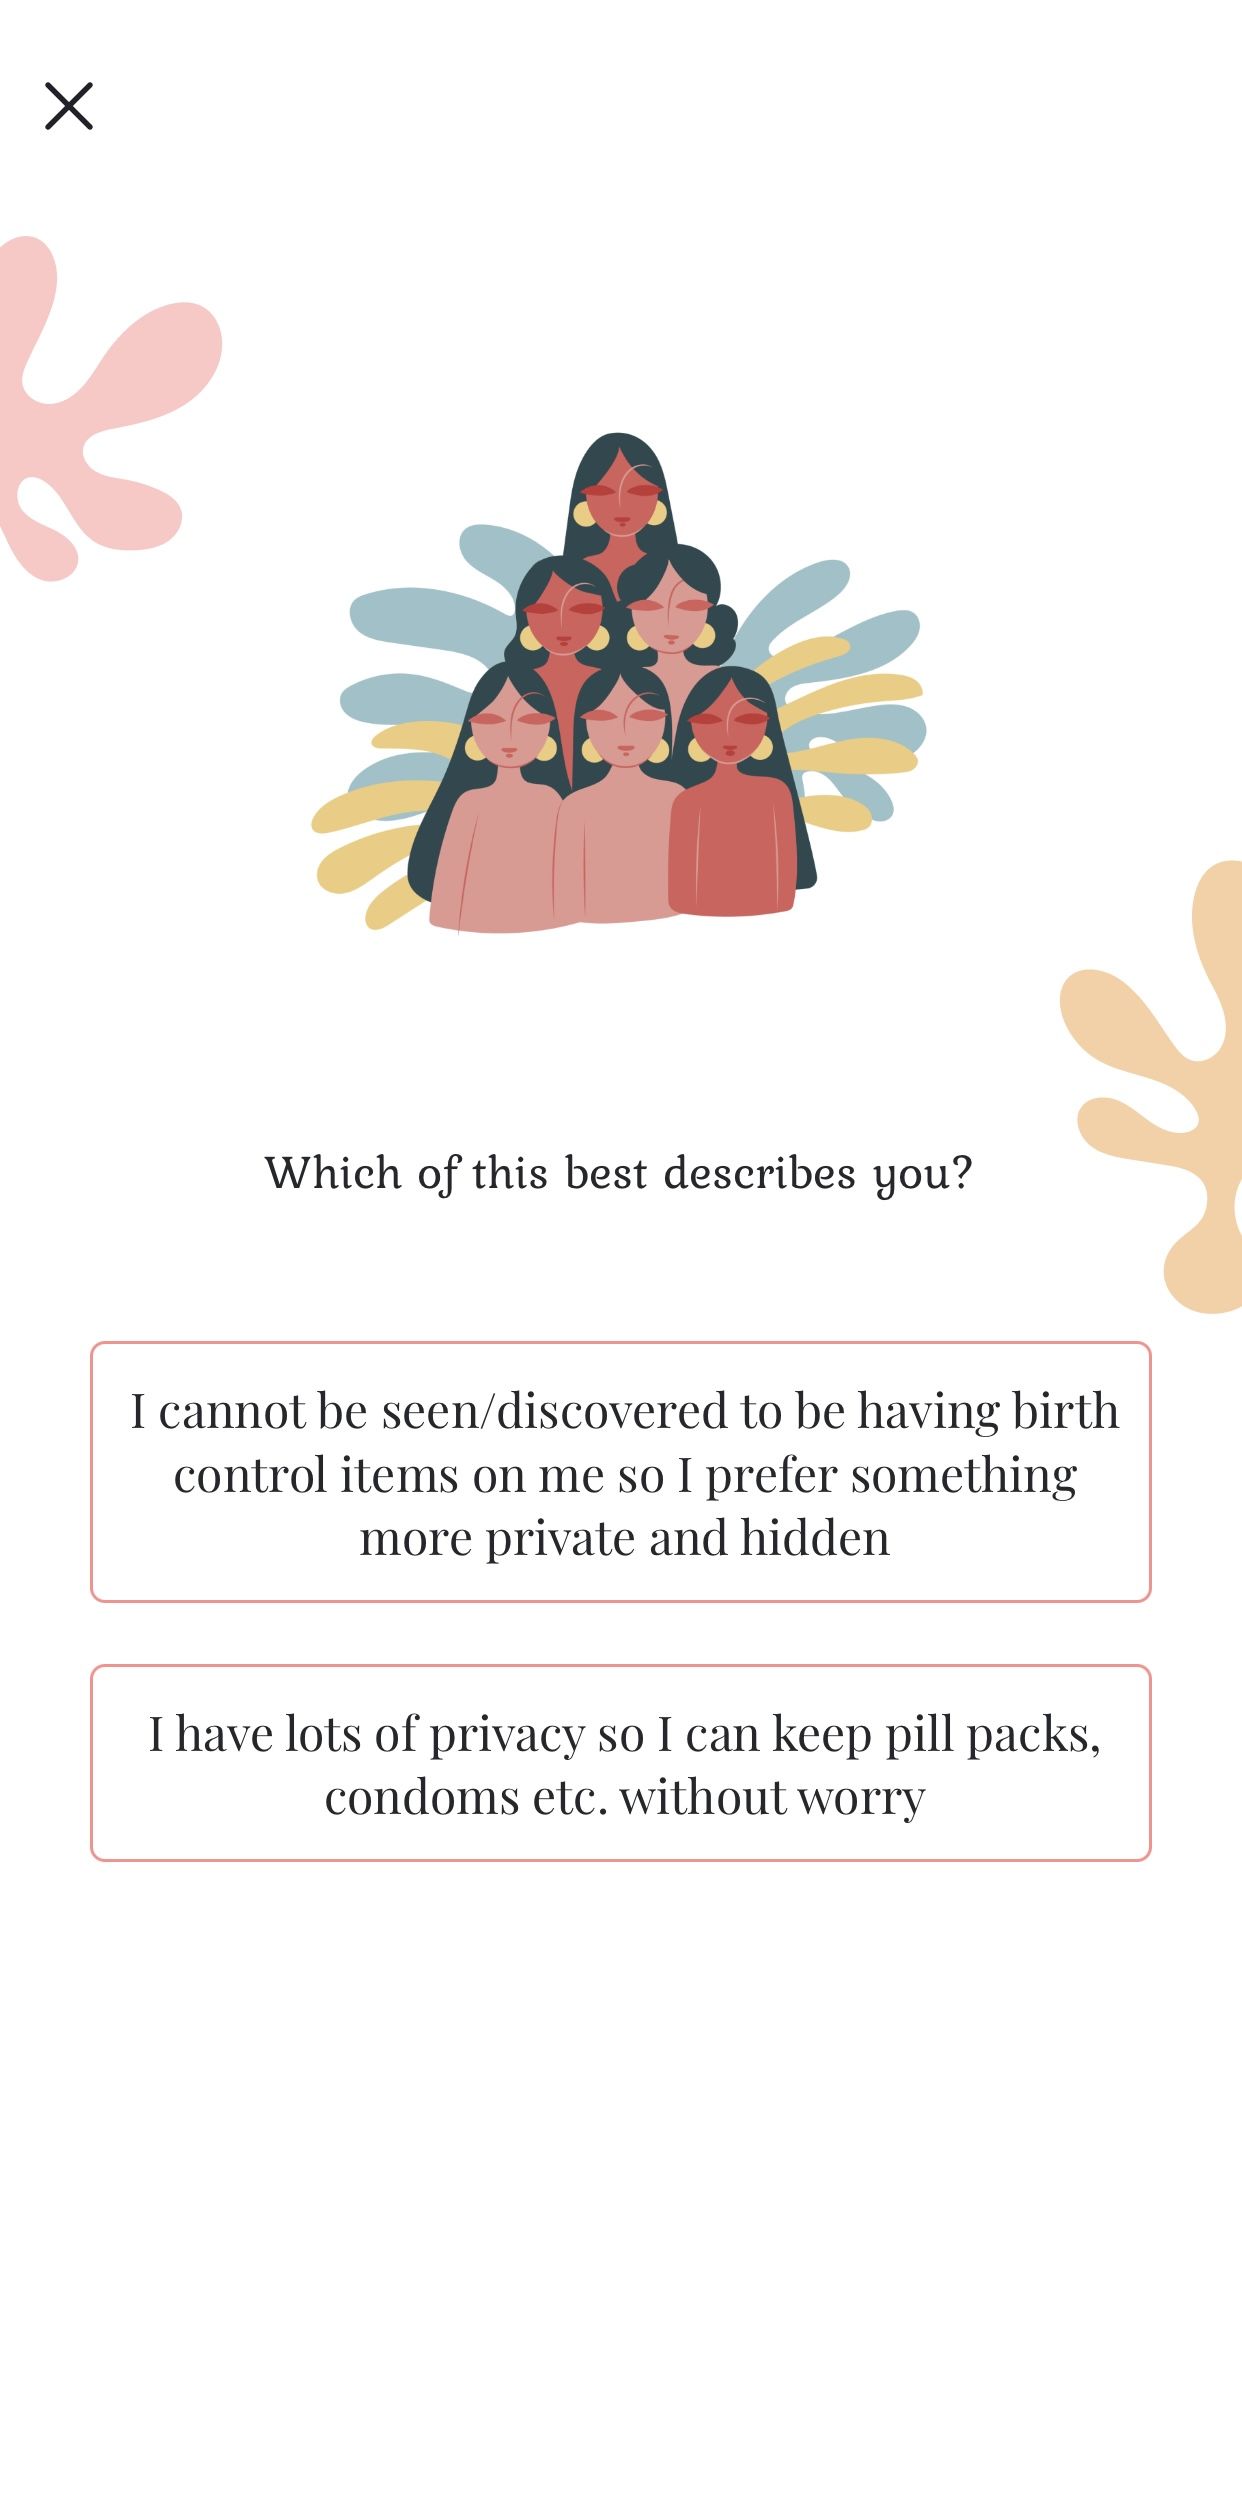 Which of this best describes you?
I cannot be seen/discovered to be having birth
control items on me so I prefer something
more private and hidden
I have lots of privacy so I can keep pill packs,
condoms etc. without worry